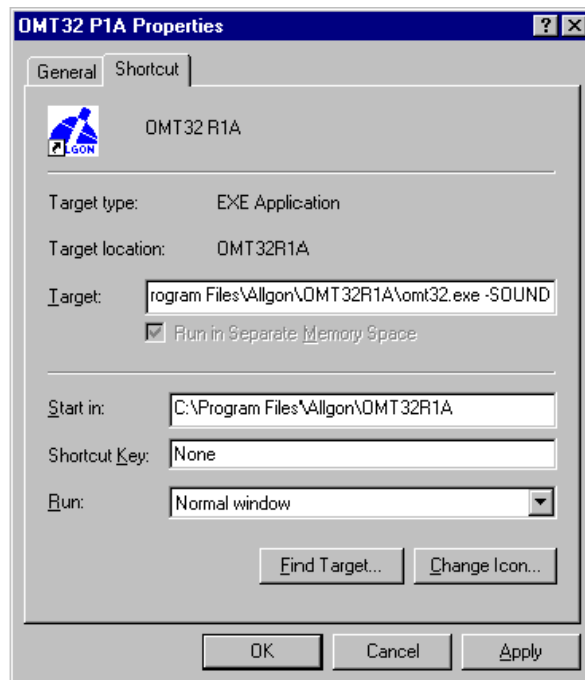 OMT32 P1A Properties
General Shortcut
LGON
OMT32 R1A
Target type: EXE Application
Target location: OMT32R1A
Target: rogram Files\Allgon\OMT32R1A\omt32.exe -SOUND
Run in Separate Memory Space
Start in: C:\Program Files\Allgon\OMT32R1A
Shortcut Key: None
Run: Normal window
Find Target... Change Icon...
OK Cancel Apply